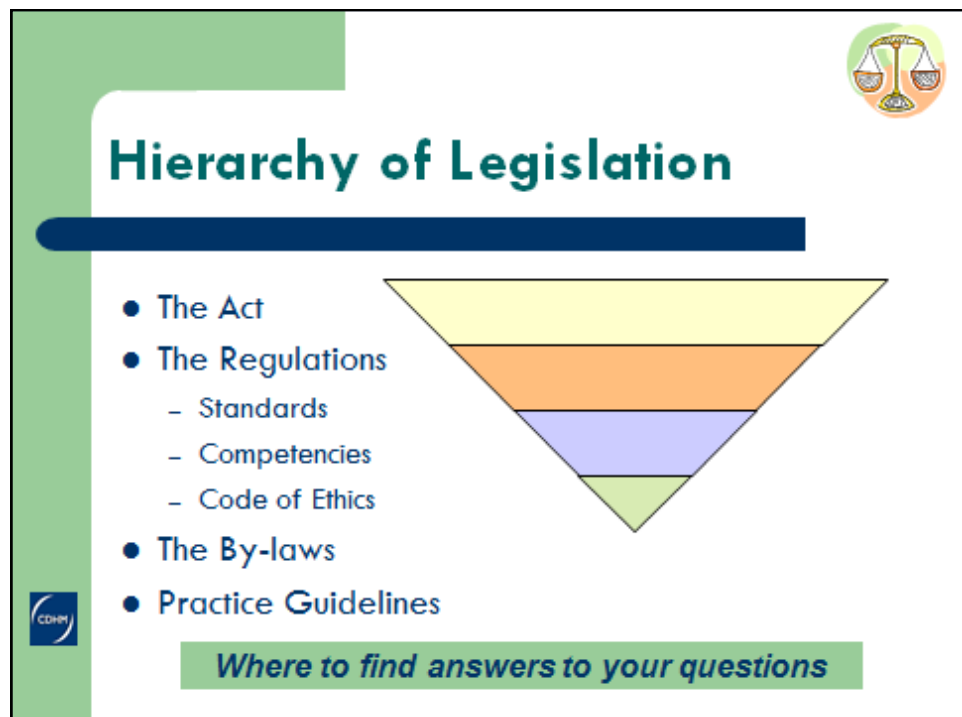 Hierarchy of Legislation
● The Act
● The Regulations
– Standards
– Competencies
– Code of Ethics
● The By-laws
● Practice Guidelines
CDHM
Where to find answers to your questions